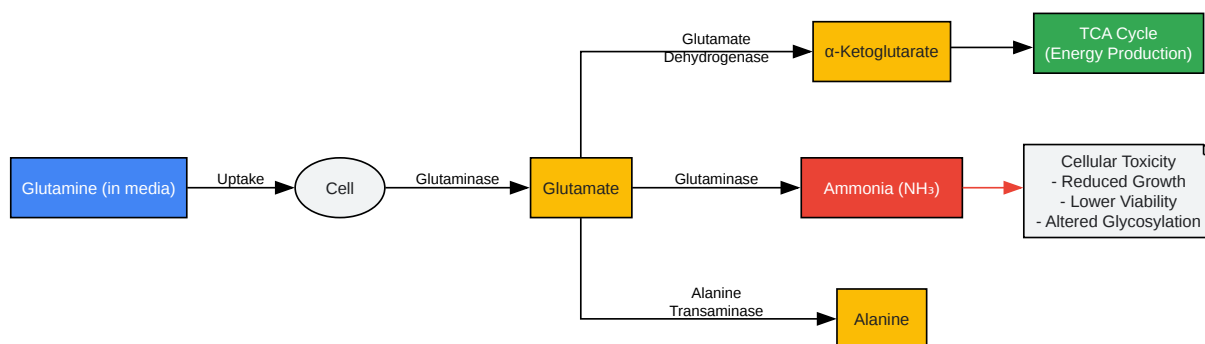 Glutamate
Dehydrogenase
α-Ketoglutarate
TCA Cycle
(Energy Production)
Glutamine (in media)
Uptake
Cell
Glutaminase
Glutamate
Glutaminase
Ammonia (NH₃)
Cellular Toxicity
- Reduced Growth
- Lower Viability
- Altered Glycosylation
Alanine
Transaminase
Alanine